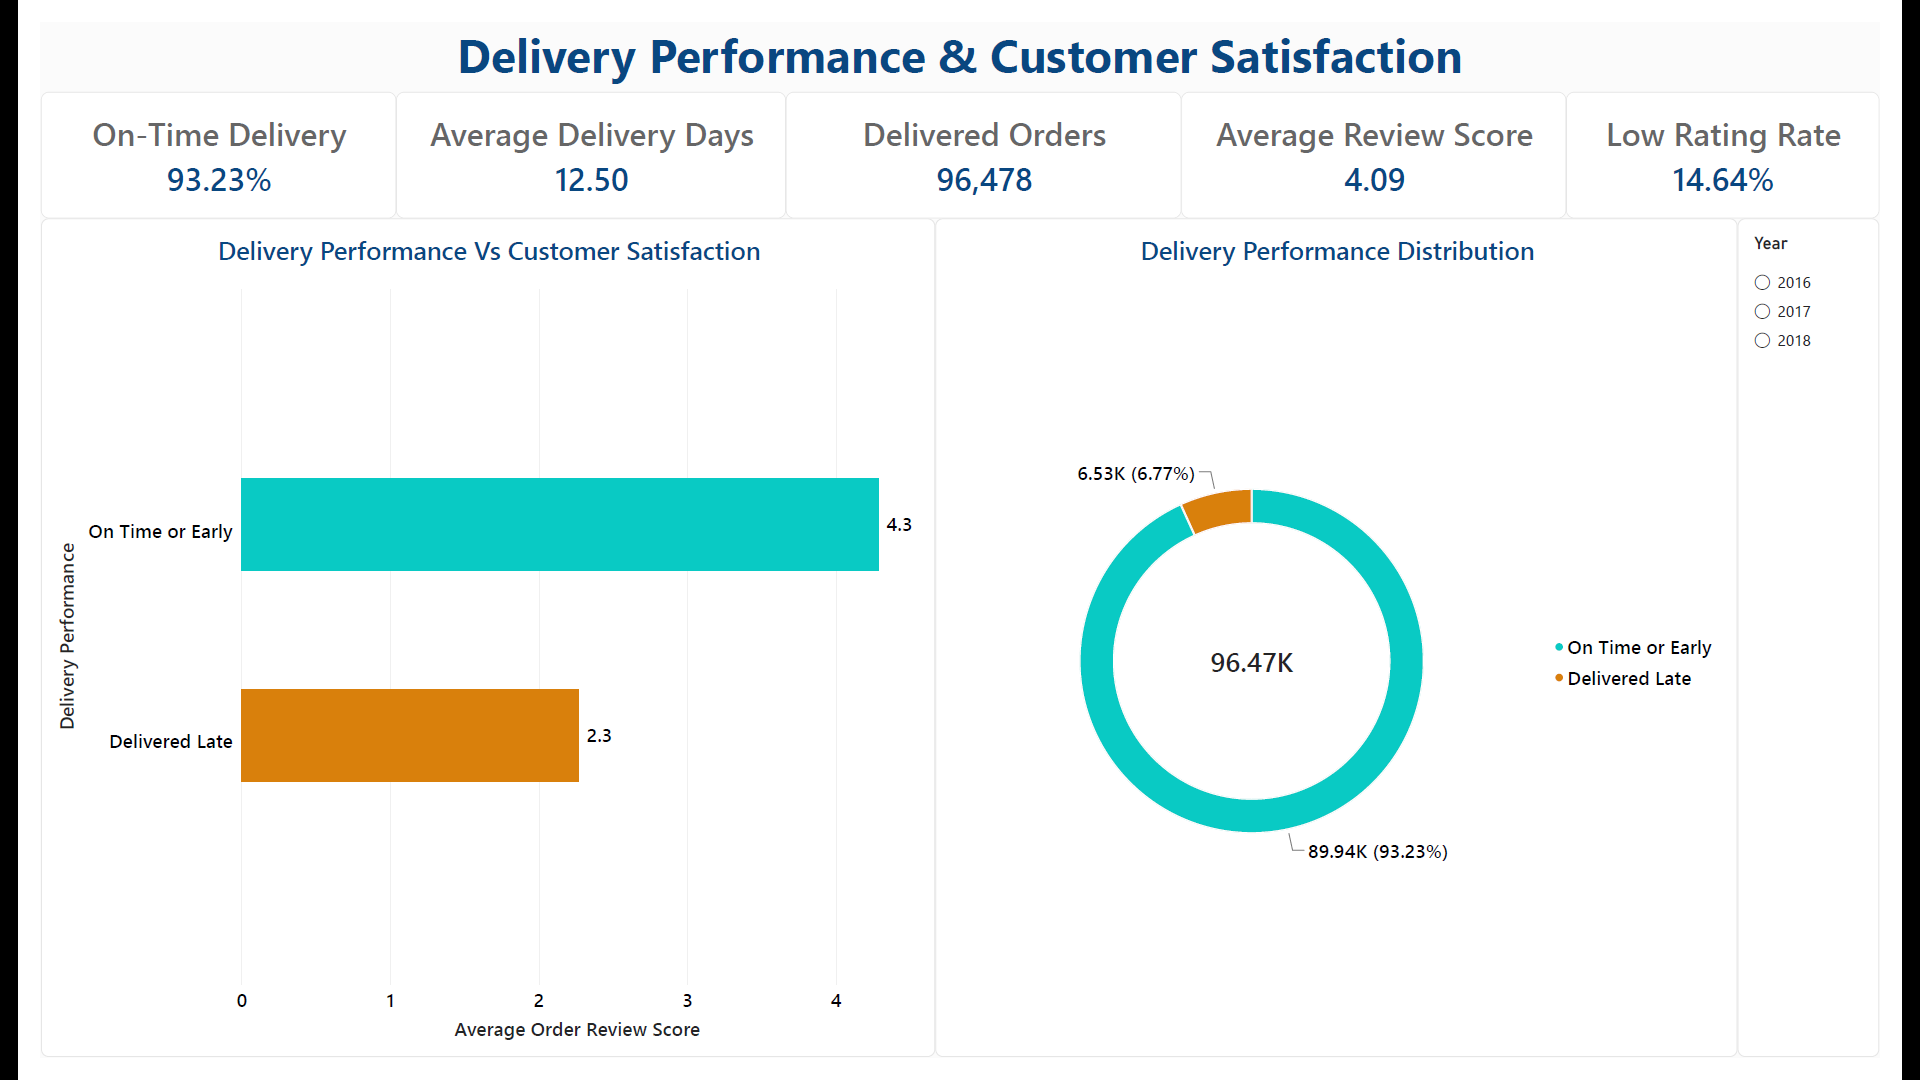 Delivery Performance & Customer Satisfaction
On-Time Delivery
93.23%
Average Delivery Days
12.50
Delivered Orders
96,478
Average Review Score
4.09
Low Rating Rate
14.64%
Delivery Performance Vs Customer Satisfaction
Delivery Performance
On Time or Early
4.3
Delivered Late
2.3
0 1 2 3 4
Average Order Review Score
Delivery Performance Distribution
6.53K (6.77%)
96.47K
89.94K (93.23%)
On Time or Early
Delivered Late
Year
2016
2017
2018